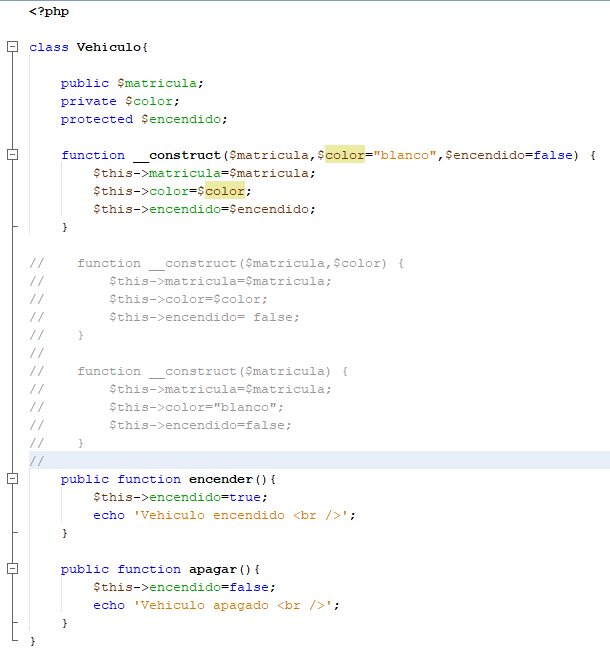 <?php
class Vehiculo{
public $matricula;
private $color;
protected $encendido;
function __construct($matricula,$color="blanco",$encendido=false) {
$this->matricula=$matricula;
$this->color=$color;
$this->encendido=$encendido;
}
//    function __construct($matricula,$color) {
//        $this->matricula=$matricula;
//        $this->color=$color;
//        $this->encendido= false;
//    }
//
//    function __construct($matricula) {
//        $this->matricula=$matricula;
//        $this->color="blanco";
//        $this->encendido=false;
//    }
//
public function encender(){
$this->encendido=true;
echo 'Vehiculo encendido <br />';
}
public function apagar(){
$this->encendido=false;
echo 'Vehiculo apagado <br />';
}
}